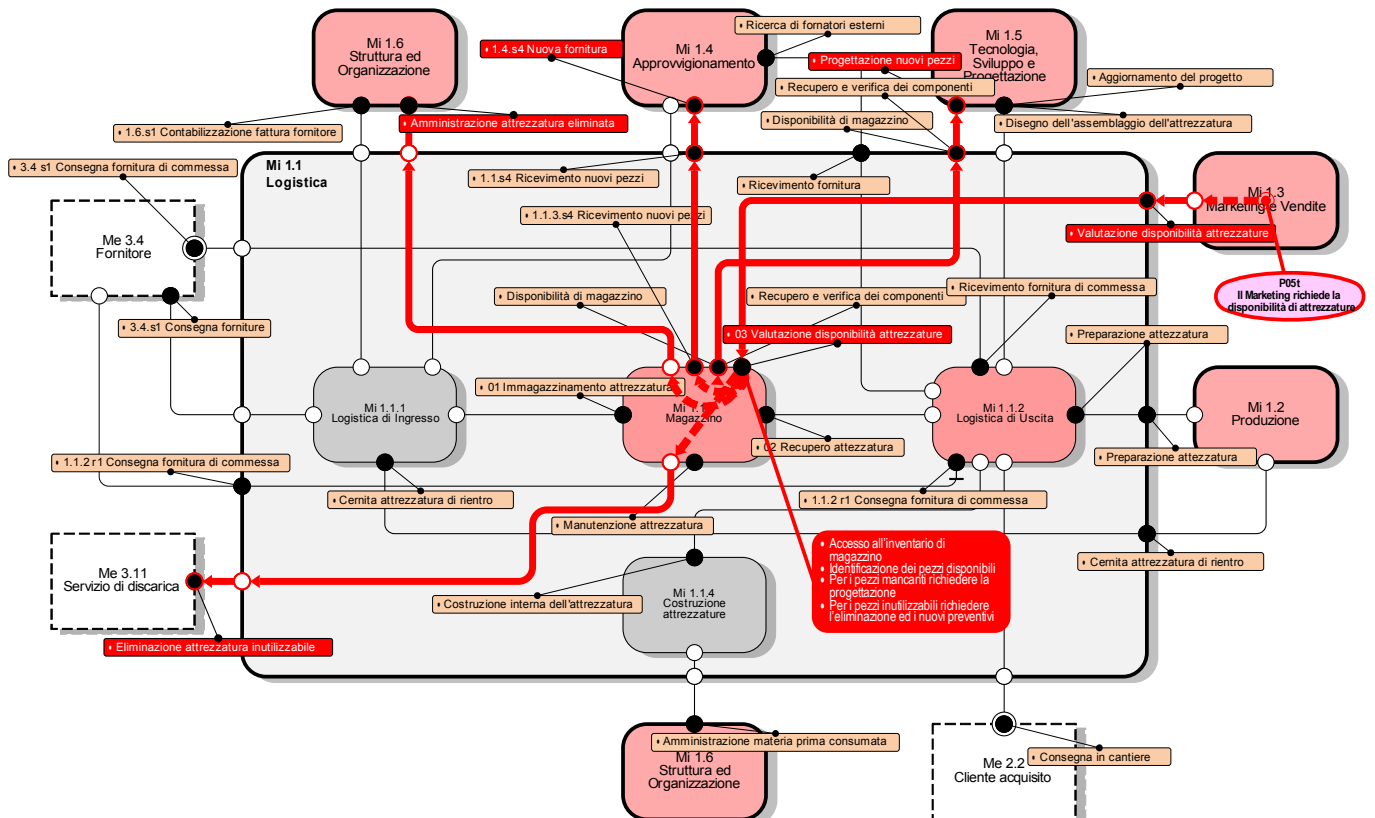 Mi 1.6
Struttura ed
Organizzazione
• 1.4.s4 Nuova fornitura
Mi 1.4
Approvvigionamento
• Ricerca di fornatori esterni
• Progettazione nuovi pezzi
Mi 1.5
Tecnologia,
Sviluppo e
Progettazione
• Aggiornamento del progetto
• Recupero e verifica dei componenti
• 1.6.s1 Contabilizzazione fattura fornitore
• Amministrazione attrezzatura eliminata
• Disponibilità di magazzino
• Disegno dell'assemblaggio dell'attrezzatura
• 3.4 s1 Consegna fornitura di commessa
Mi 1.1
Logistica
• 1.1.s4 Ricevimento nuovi pezzi
• Ricevimento fornitura
Mi 1.3
Marketing e Vendite
• 1.1.3.s4 Ricevimento nuovi pezzi
• Valutazione disponibilità attrezzature
Me 3.4
Fornitore
P05t
Il Marketing richiede la
disponibilità di attrezzature
• Disponibilità di magazzino
• Recupero e verifica dei componenti
• Ricevimento fornitura di commessa
• 3.4.s1 Consegna forniture
• 03 Valutazione disponibilità attrezzature
• Preparazione attezzatura
• 01 Immagazzinamento attrezzatura
Mi 1.1.1
Logistica di Ingresso
Mi 1.1
Magazzino
Mi 1.1.2
Logistica di Uscita
Mi 1.2
Produzione
• 02 Recupero attezzatura
• 1.1.2 r1 Consegna fornitura di commessa
• Preparazione attezzatura
• Cernita attrezzatura di rientro
• 1.1.2 r1 Consegna fornitura di commessa
• Manutenzione attrezzatura
• Accesso all'inventario di
magazzino
• Identificazione dei pezzi disponibili
• Per i pezzi mancanti richiedere la
progettazione
• Per i pezzi inutilizzabili richiedere
l'eliminazione ed i nuovi preventivi
• Cernita attrezzatura di rientro
Me 3.11
Servizio di discarica
• Costruzione interna dell'attrezzatura
Mi 1.1.4
Costruzione
attrezzature
• Eliminazione attrezzatura inutilizzabile
• Amministrazione materia prima consumata
Mi 1.6
Struttura ed
Organizzazione
• Consegna in cantiere
Me 2.2
Cliente acquisito